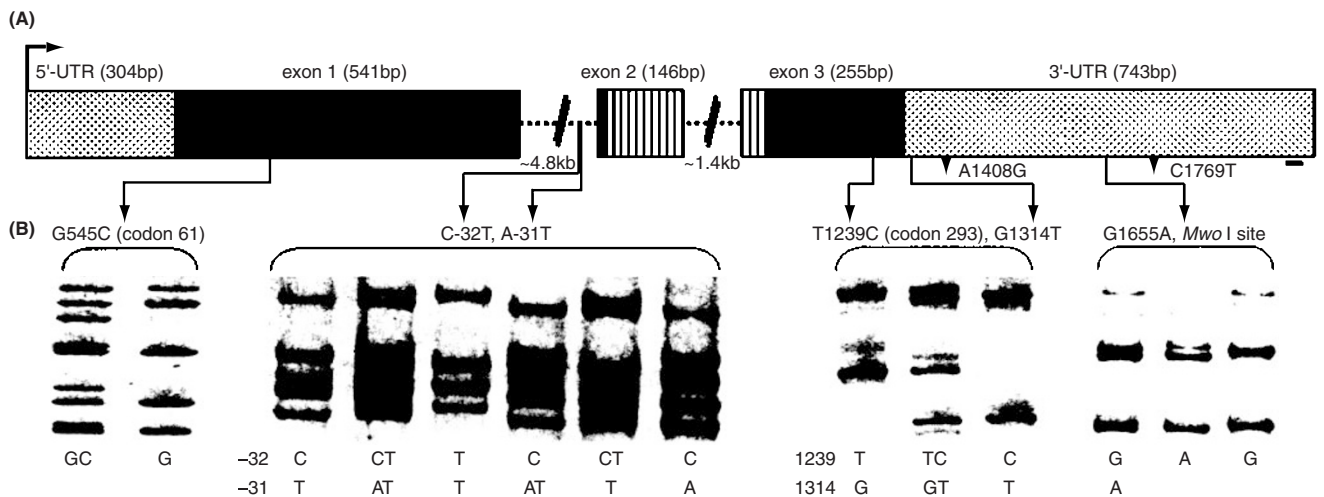 (A)
5'-UTR (304bp) exon 1 (541bp) exon 2 (146bp) exon 3 (255bp) 3'-UTR (743bp)
~4.8kb ~1.4kb A1408G C1769T
(B) G545C (codon 61) C-32T, A-31T T1239C (codon 293), G1314T G1655A, Mwo I site
GC G –32 C CT T C CT C 1239 T TC C G A G
–31 T AT T AT T A 1314 G GT T A